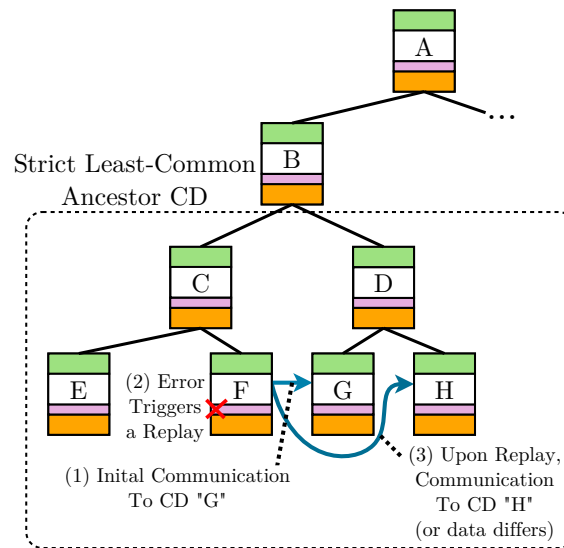 A
...
B
Strict Least-Common
Ancestor CD
C
D
E
(2) Error
Triggers
a Replay
F
G
H
(1) Inital Communication
To CD "G"
(3) Upon Replay,
Communication
To CD "H"
(or data differs)